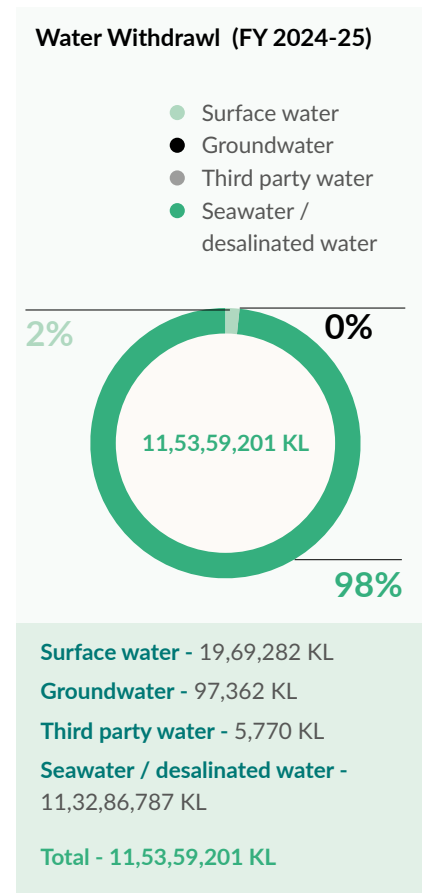 Water Withdrawl (FY 2024-25)
Surface water
Groundwater
Third party water
Seawater /
desalinated water
2%
0%
11,53,59,201 KL
98%
Surface water - 19,69,282 KL
Groundwater - 97,362 KL
Third party water - 5,770 KL
Seawater / desalinated water -
11,32,86,787 KL
Total - 11,53,59,201 KL